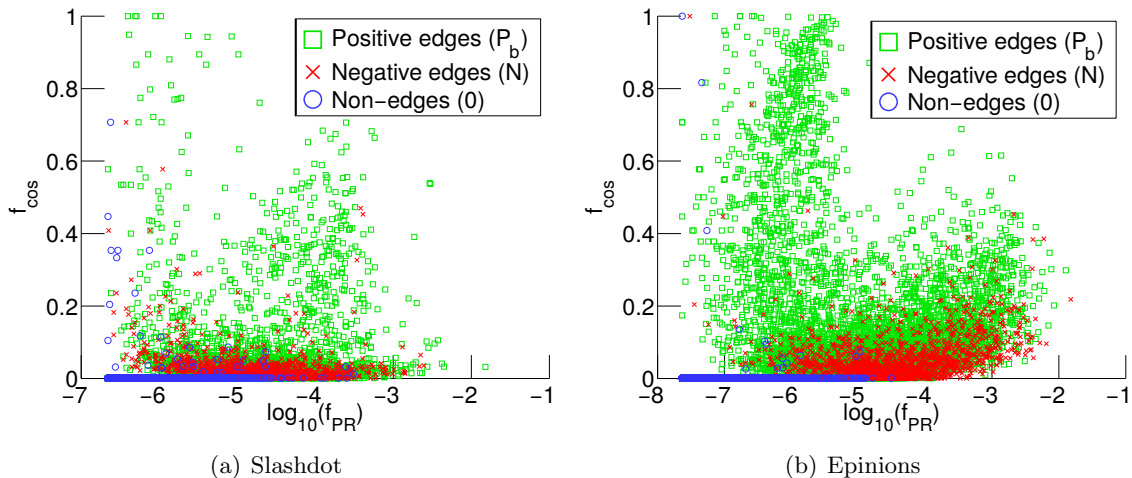 1
0.8
0.6
0.4
0.2
0
f_cos
−7 −6 −5 −4 −3 −2 −1
log₁₀(f_PR)
Positive edges (P_b)
Negative edges (N)
Non−edges (0)
(a) Slashdot
1
0.8
0.6
0.4
0.2
0
f_cos
−8 −7 −6 −5 −4 −3 −2 −1
log₁₀(f_PR)
Positive edges (P_b)
Negative edges (N)
Non−edges (0)
(b) Epinions